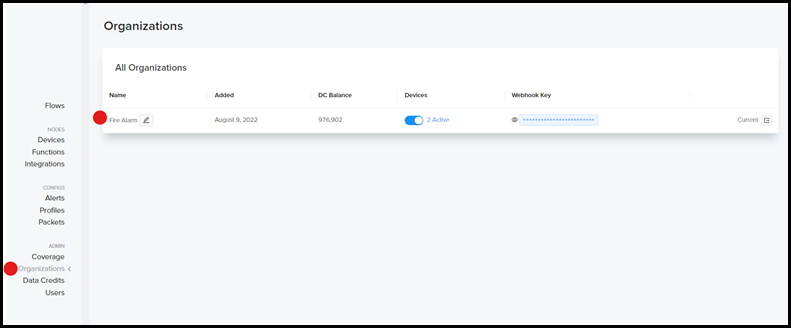 Organizations
All Organizations
Name Added DC Balance Devices Webhook Key
Fee Alarm August 9, 2022 976,902 2 Active ************************ Current
Flows
NODES
Devices
Functions
Integrations
CONFIGS
Alerts
Profiles
Packets
ADMIN
Coverage
Organizations
Data Credits
Users